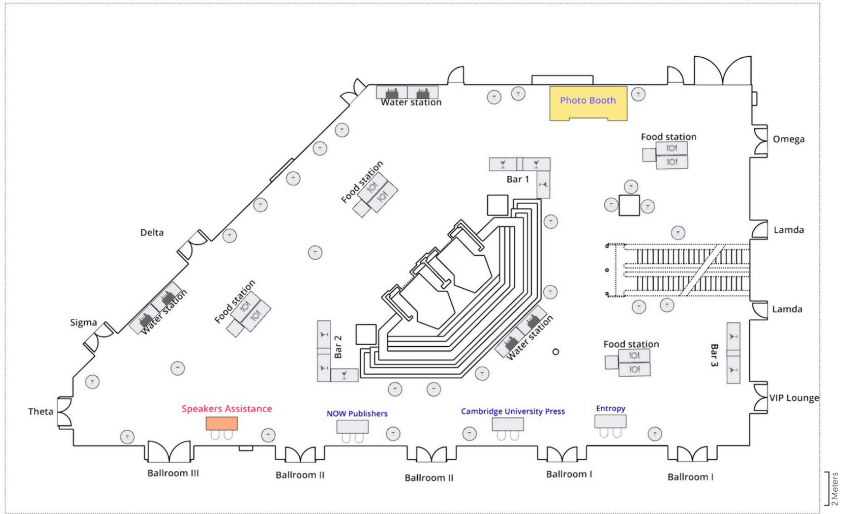 Water station
Photo Booth
Food station
Omega
Bar 1
Food station
Delta
Lamda
Water station
Food station
Sigma
Lamda
Water station
Bar 2
Food station
Bar 3
VIP Lounge
Theta
Speakers Assistance
NOW Publishers
Cambridge University Press
Entropy
Ballroom III
Ballroom II
Ballroom II
Ballroom I
Ballroom I
2 Meters